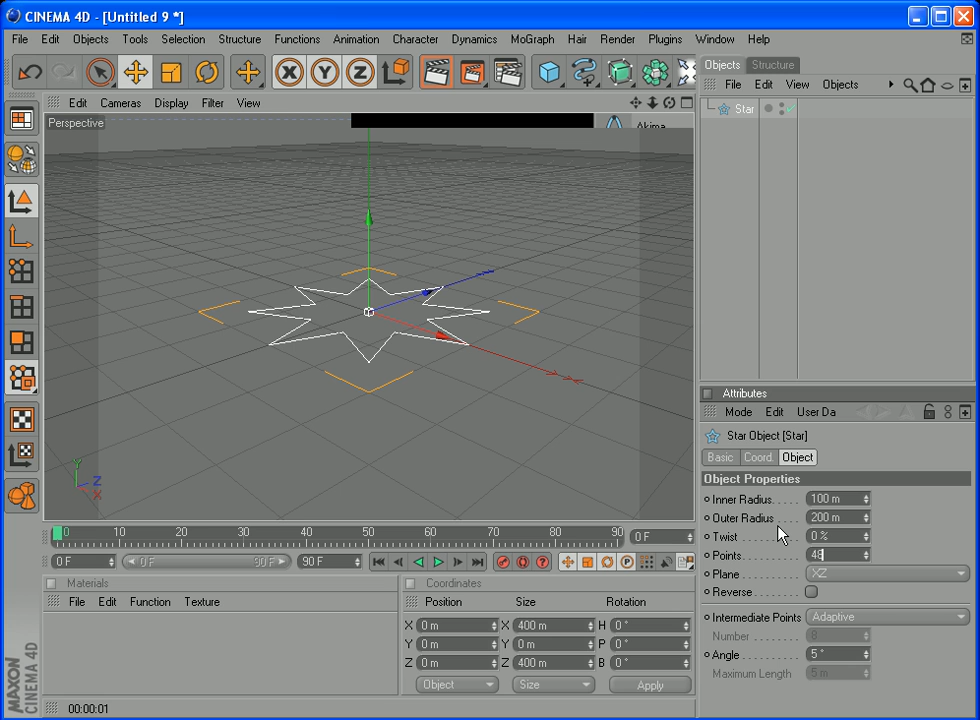 CINEMA 4D - [Untitled 9 *]
File Edit Objects Tools Selection Structure Functions Animation Character Dynamics MoGraph Hair Render Plugins Window Help
Objects Structure
File Edit View Objects
Edit Cameras Display Filter View
Perspective
Akima
Star
Y
Z
X
Attributes
Mode Edit User Da
Star Object [Star]
Basic Coord. Object
Object Properties
Inner Radius. . . . . 100 m
Outer Radius . . . . 200 m
Twist . . . . . . . . . 0 %
Points. . . . . . . . . 48
Plane . . . . . . . . . XZ
Reverse . . . . . . .
Intermediate Points Adaptive
Number . . . . . . . 8
Angle . . . . . . . . 5 °
Maximum Length 5 m
0 10 20 30 40 50 60 70 80 90 0 F
0 F 0 F 90 F 90 F
Materials
File Edit Function Texture
Coordinates
Position Size Rotation
X 0 m X 400 m H 0 °
Y 0 m Y 0 m P 0 °
Z 0 m Z 400 m B 0 °
Object Size Apply
MAXON
CINEMA 4D
00:00:01